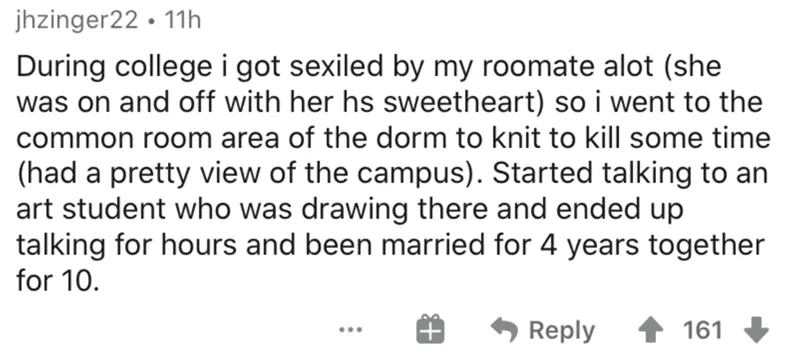 jhzinger22 • 11h
During college i got sexiled by my roomate alot (she
was on and off with her hs sweetheart) so i went to the
common room area of the dorm to knit to kill some time
(had a pretty view of the campus). Started talking to an
art student who was drawing there and ended up
talking for hours and been married for 4 years together
for 10.
... Reply 161